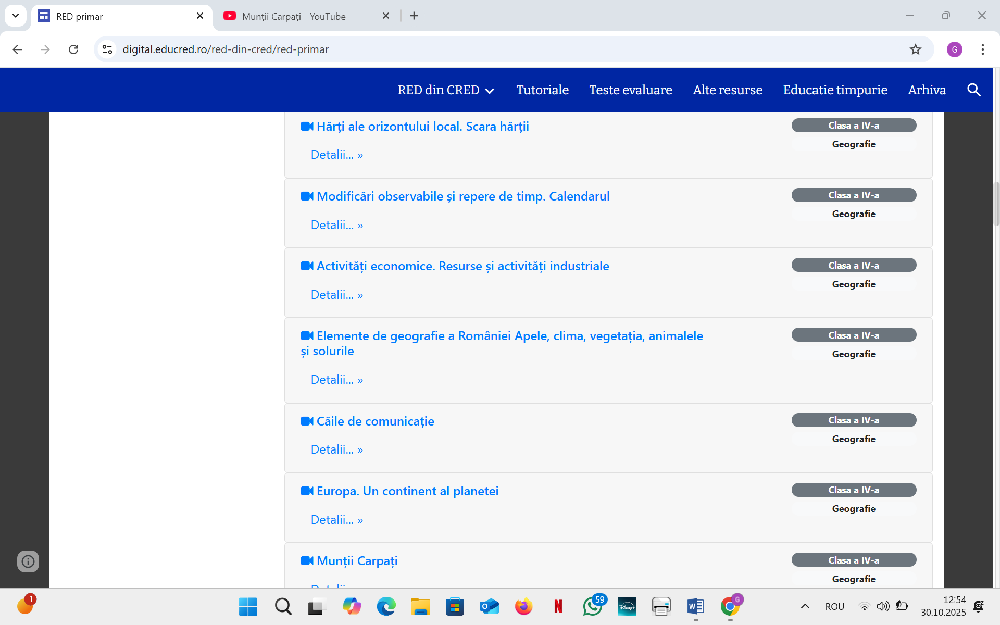 RED primar
Munții Carpați - YouTube
digital.educred.ro/red-din-cred/red-primar
G
RED din CRED
Tutoriale
Teste evaluare
Alte resurse
Educatie timpurie
Arhiva
Hărți ale orizontului local. Scara hărții
Clasa a IV-a
Geografie
Detalii... »
Modificări observabile și repere de timp. Calendarul
Clasa a IV-a
Geografie
Detalii... »
Activități economice. Resurse și activități industriale
Clasa a IV-a
Geografie
Detalii... »
Elemente de geografie a României Apele, clima, vegetația, animalele
și solurile
Clasa a IV-a
Geografie
Detalii... »
Căile de comunicație
Clasa a IV-a
Geografie
Detalii... »
Europa. Un continent al planetei
Clasa a IV-a
Geografie
Detalii... »
Munții Carpați
Clasa a IV-a
Geografie
1
O
N
59
Disney+
W
G
ROU
12:54
30.10.2025